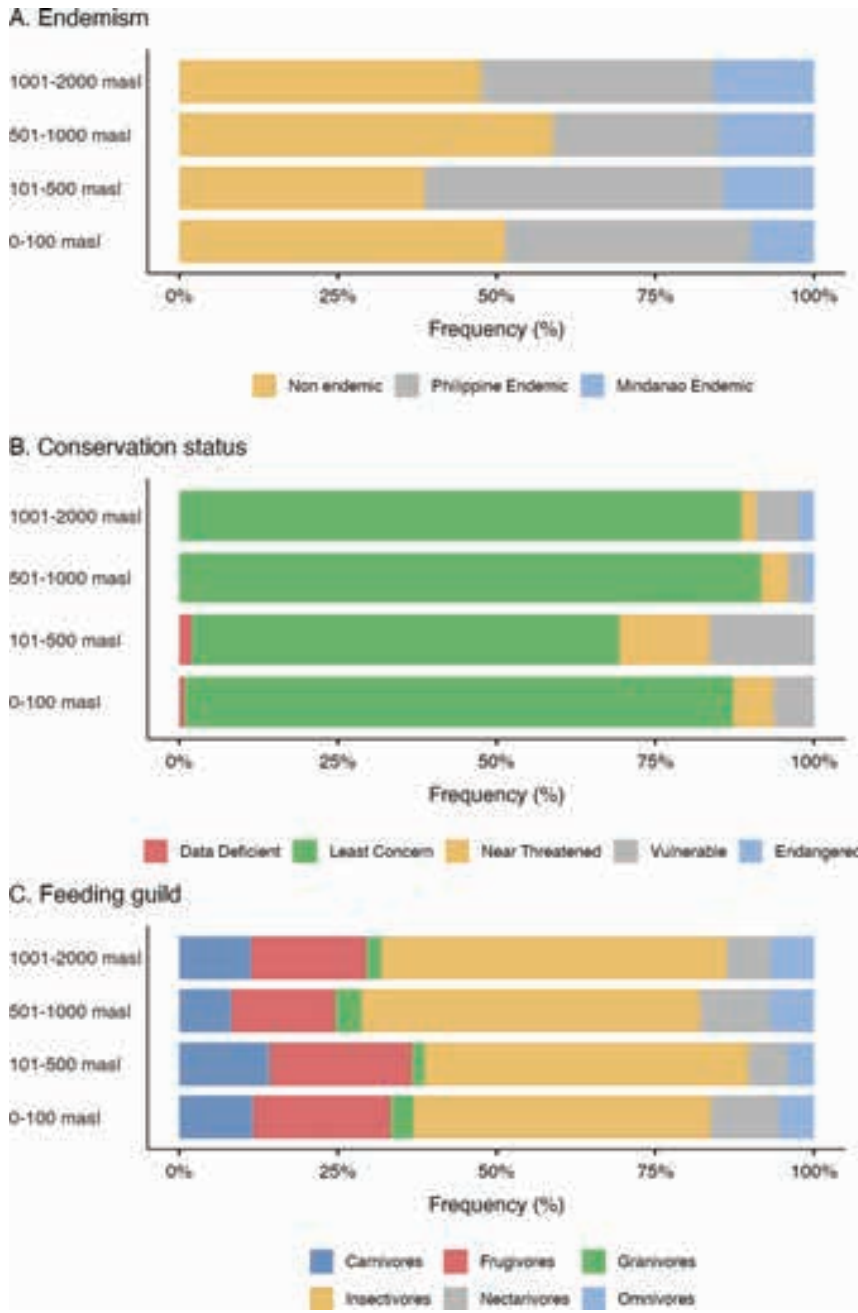 A. Endemism
1001-2000 masl
501-1000 masl
101-500 masl
0-100 masl
0% 25% 50% 75% 100%
Frequency (%)
Non endemic Philippine Endemic Mindanao Endemic
B. Conservation status
1001-2000 masl
501-1000 masl
101-500 masl
0-100 masl
0% 25% 50% 75% 100%
Frequency (%)
Data Deficient Least Concern Near Threatened Vulnerable Endangered
C. Feeding guild
1001-2000 masl
501-1000 masl
101-500 masl
0-100 masl
0% 25% 50% 75% 100%
Frequency (%)
Carnivores Frugivores Granivores
Insectivores Nectarivores Omnivores